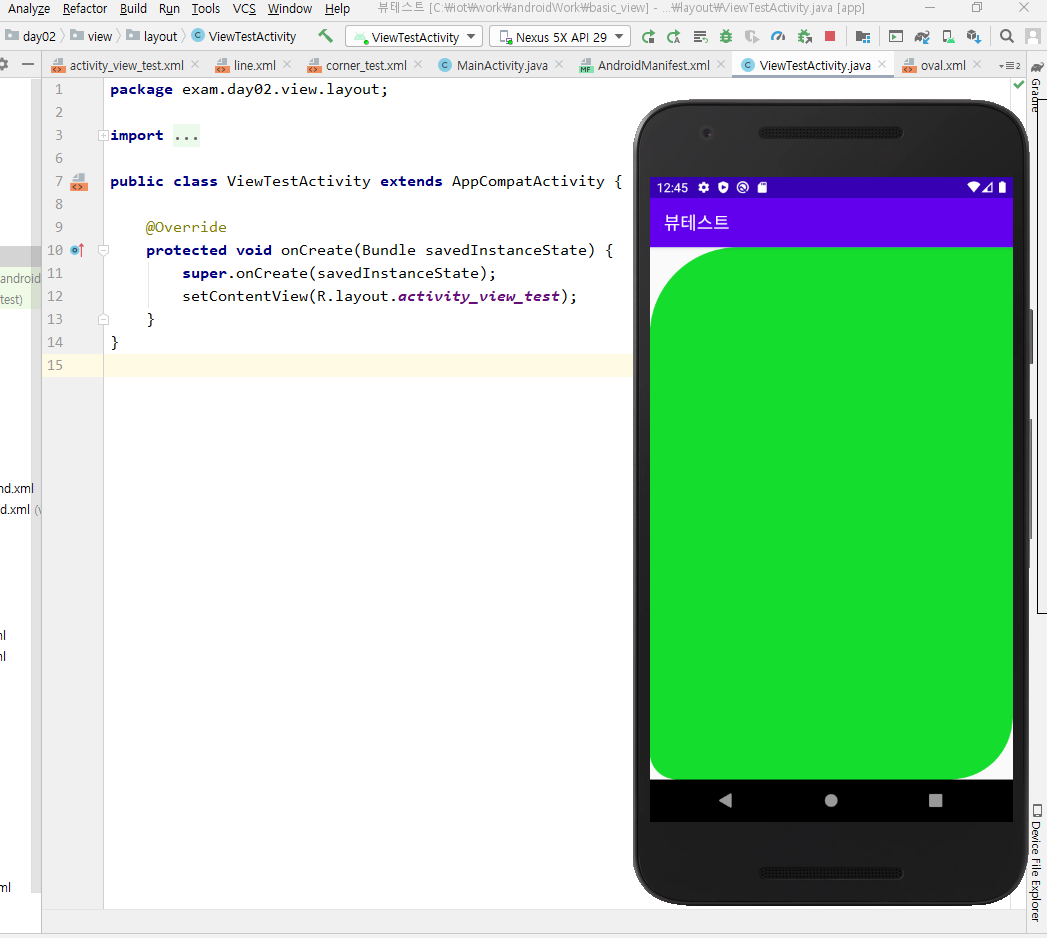 Analyze Refactor Build Run Tools VCS Window Help 뷰테스트 [C:₩iot₩work₩androidWork₩basic_view] - ...₩layout₩ViewTestActivity.java [app]
day02 view layout ViewTestActivity ViewTestActivity Nexus 5X API 29
activity_view_test.xml line.xml corner_test.xml MainActivity.java AndroidManifest.xml ViewTestActivity.java oval.xml 2
Gradle
1 package exam.day02.view.layout;
2
3 import ...
6
7 public class ViewTestActivity extends AppCompatActivity {
8
9 @Override
10 protected void onCreate(Bundle savedInstanceState) {
11 super.onCreate(savedInstanceState);
12 setContentView(R.layout.activity_view_test);
13 }
14 }
15
android
test)
nd.xml
d.xml
ml
12:45
뷰테스트
Device File Explorer